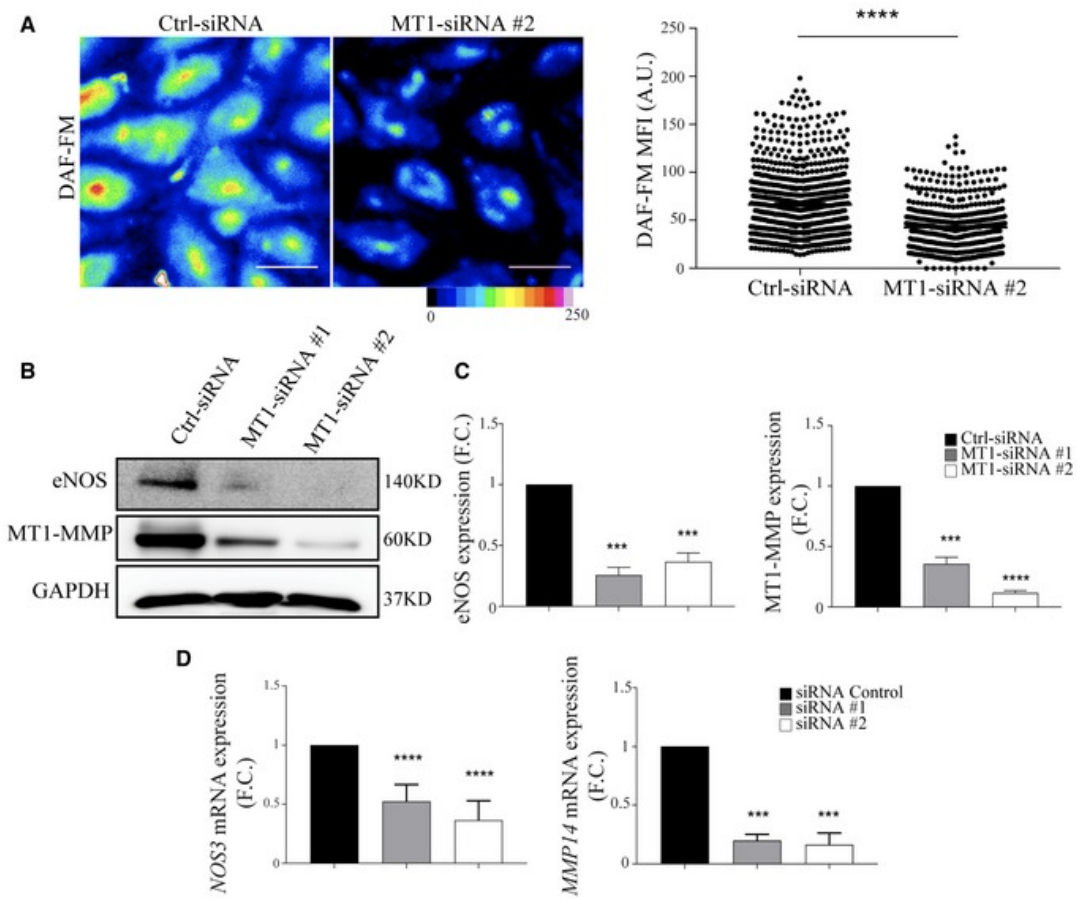 A
Ctrl-siRNA
MT1-siRNA #2
DAF-FM
0
250
****
DAF-FM MFI (A.U.)
250
200
150
100
50
0
Ctrl-siRNA
MT1-siRNA #2
B
Ctrl-siRNA
MT1-siRNA #1
MT1-siRNA #2
eNOS
140KD
MT1-MMP
60KD
GAPDH
37KD
C
eNOS expression (F.C.)
1.5
1
0.5
0
***
***
MT1-MMP expression
(F.C.)
1.5
1
0.5
0
***
****
Ctrl-siRNA
MT1-siRNA #1
MT1-siRNA #2
D
NOS3 mRNA expression
(F.C.)
1.5
1
0.5
0
****
****
MMP14 mRNA expression
(F.C.)
1.5
1
0.5
0
***
***
siRNA Control
siRNA #1
siRNA #2